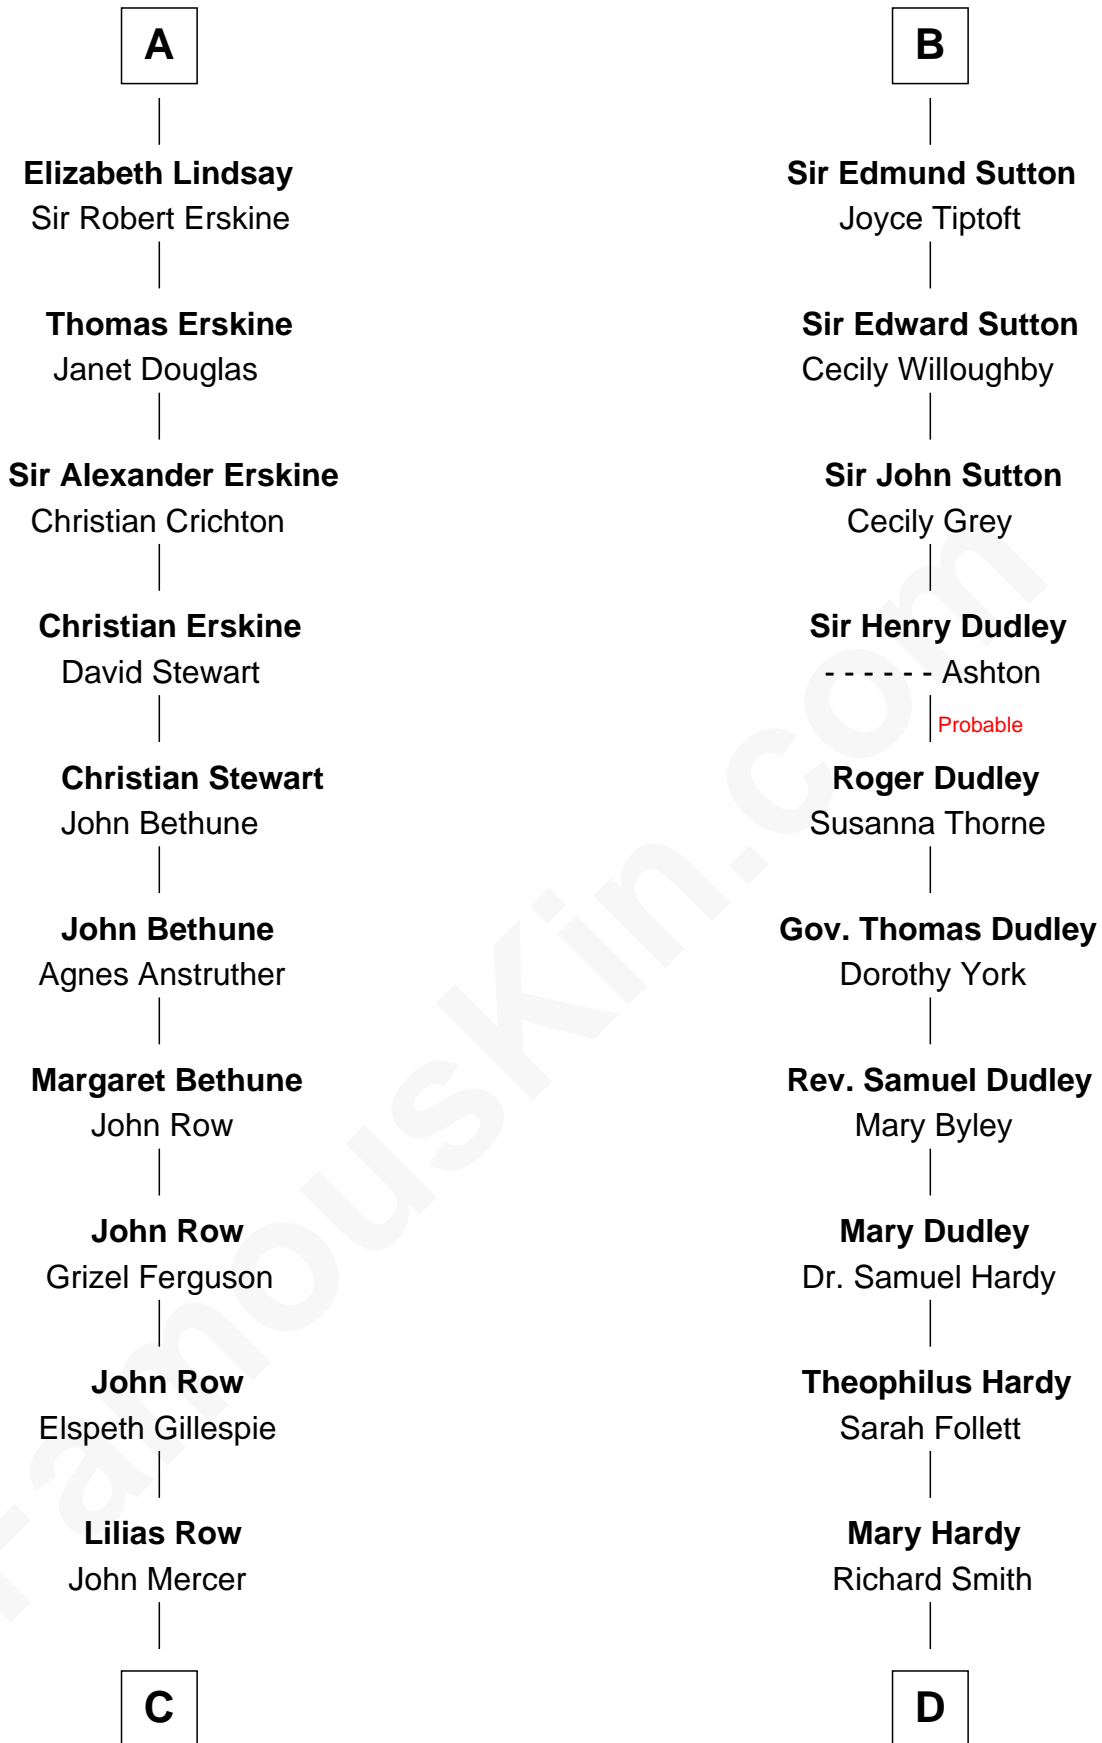 A
Elizabeth Lindsay
Sir Robert Erskine
Thomas Erskine
Janet Douglas
Sir Alexander Erskine
Christian Crichton
Christian Erskine
David Stewart
Christian Stewart
John Bethune
John Bethune
Agnes Anstruther
Margaret Bethune
John Row
John Row
Grizel Ferguson
John Row
Elspeth Gillespie
Lilias Row
John Mercer
C
B
Sir Edmund Sutton
Joyce Tiptoft
Sir Edward Sutton
Cecily Willoughby
Sir John Sutton
Cecily Grey
Sir Henry Dudley
- - - - - - Ashton
Probable
Roger Dudley
Susanna Thorne
Gov. Thomas Dudley
Dorothy York
Rev. Samuel Dudley
Mary Byley
Mary Dudley
Dr. Samuel Hardy
Theophilus Hardy
Sarah Follett
Mary Hardy
Richard Smith
D
FamousKin.com